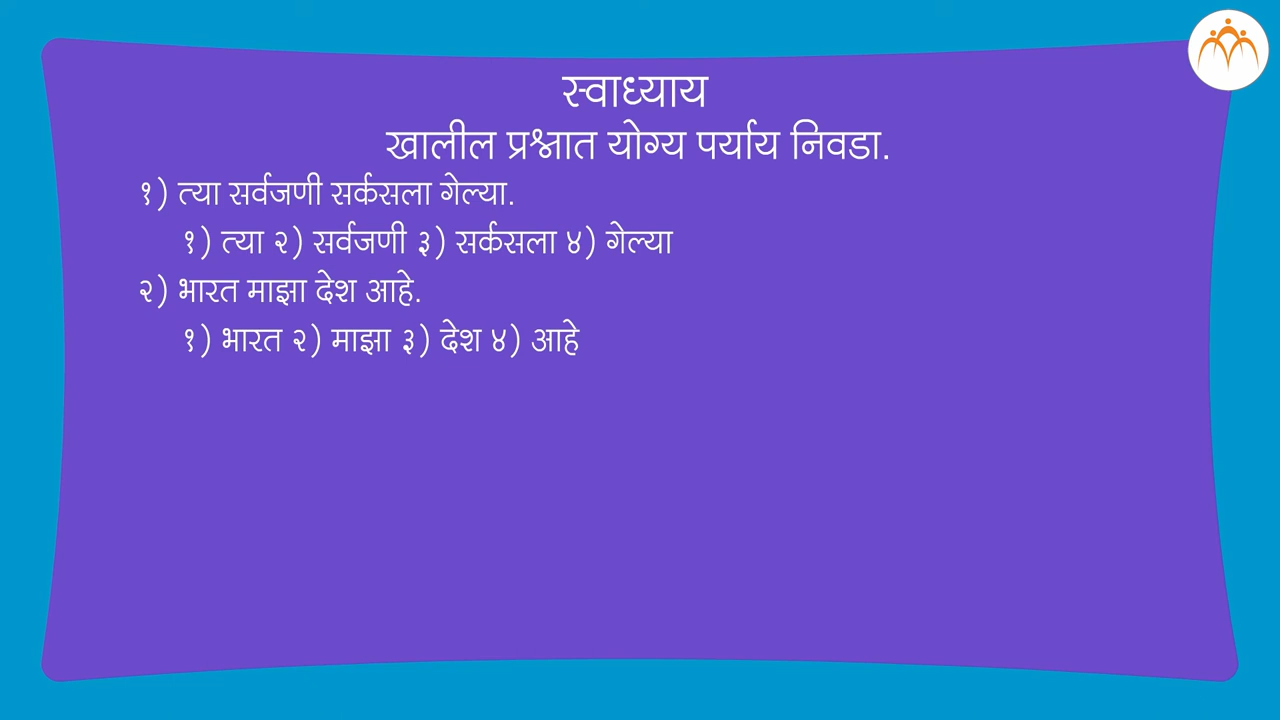 स्वाध्याय
खालील प्रश्नात योग्य पर्याय निवडा.
१) त्या सर्वजणी सर्कसला गेल्या.
१) त्या २) सर्वजणी ३) सर्कसला ४) गेल्या
२) भारत माझा देश आहे.
१) भारत २) माझा ३) देश ४) आहे